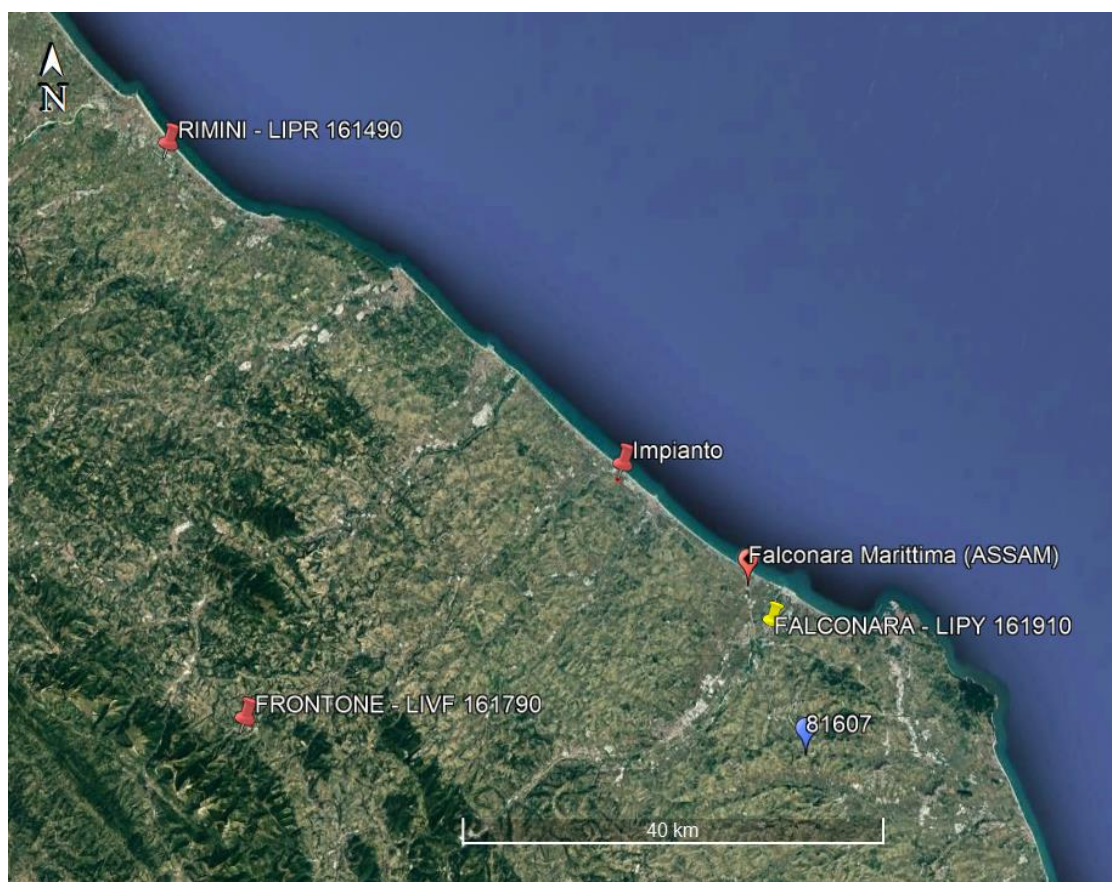 N
RIMINI - LIPR 161490
Impianto
Falconara Marittima (ASSAM)
FALCONARA - LIPY 161910
FRONTONE - LIVF 161790
81607
40 km